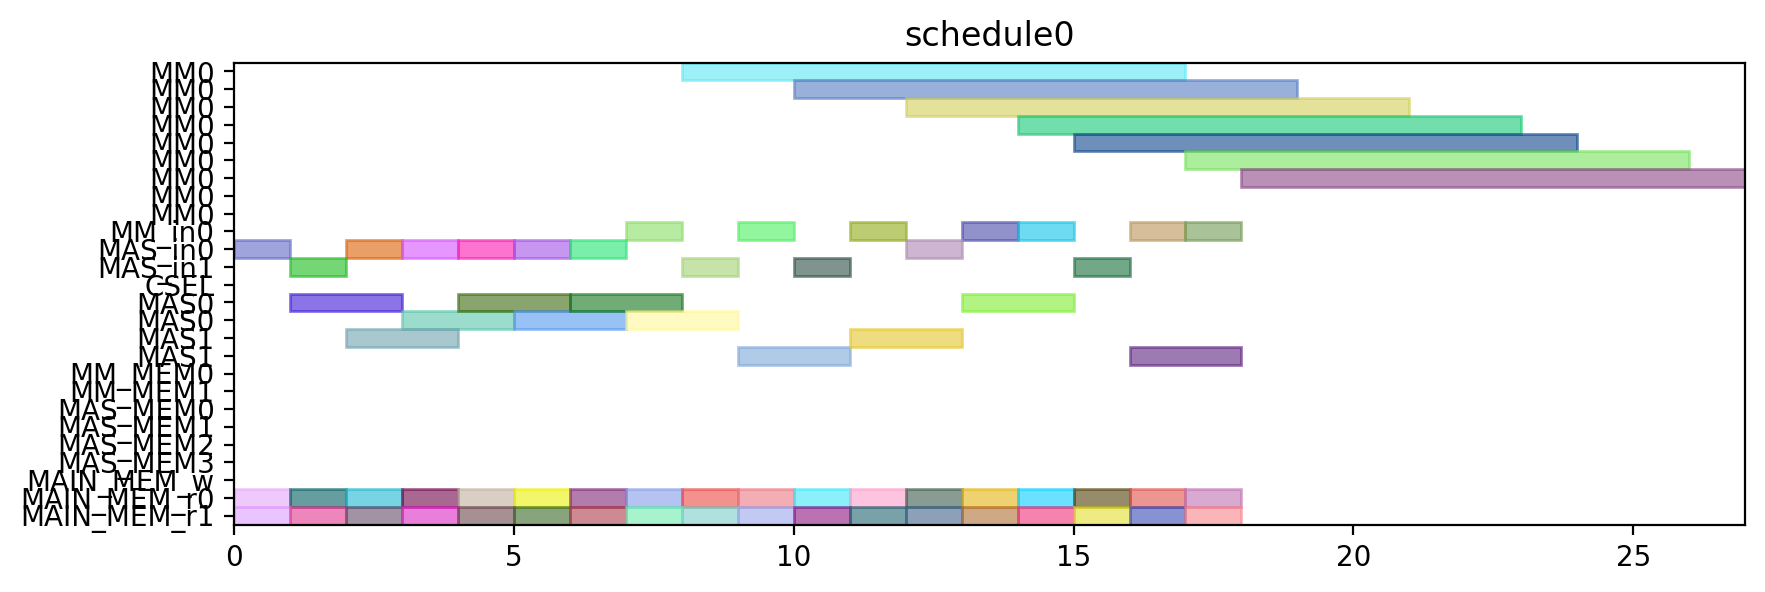 schedule0
MM0
MM0
MM0
MM0
MM0
MM0
MM0
MM0
MM0
MM_in0
MAS_in0
MAS_in1
CSEL
MAS0
MAS0
MAS1
MAS1
MM_MEM0
MM_MEM1
MAS_MEM0
MAS_MEM1
MAS_MEM2
MAS_MEM3
MAIN_MEM_w
MAIN_MEM_r0
MAIN_MEM_r1
0 5 10 15 20 25